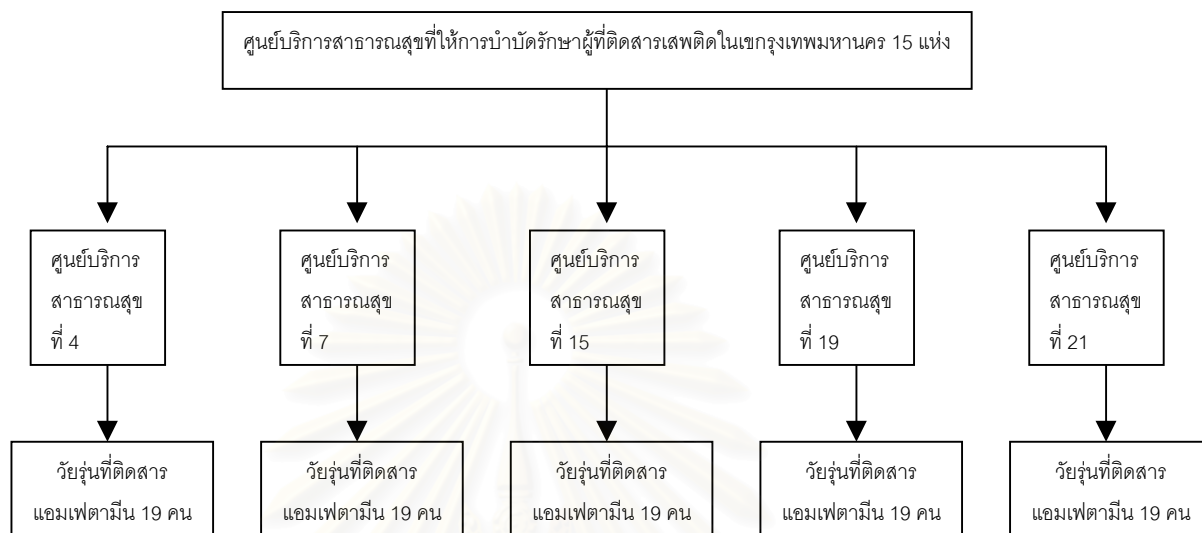 ศูนย์บริการสาธารณสุขที่ให้การบำบัดรักษาผู้ที่ติดสารเสพติดในเขกรุงเทพมหานคร 15 แห่ง
ศูนย์บริการ
สาธารณสุข
ที่ 4
ศูนย์บริการ
สาธารณสุข
ที่ 7
ศูนย์บริการ
สาธารณสุข
ที่ 15
ศูนย์บริการ
สาธารณสุข
ที่ 19
ศูนย์บริการ
สาธารณสุข
ที่ 21
วัยรุ่นที่ติดสาร
แอมเฟตามีน 19 คน
วัยรุ่นที่ติดสาร
แอมเฟตามีน 19 คน
วัยรุ่นที่ติดสาร
แอมเฟตามีน 19 คน
วัยรุ่นที่ติดสาร
แอมเฟตามีน 19 คน
วัยรุ่นที่ติดสาร
แอมเฟตามีน 19 คน